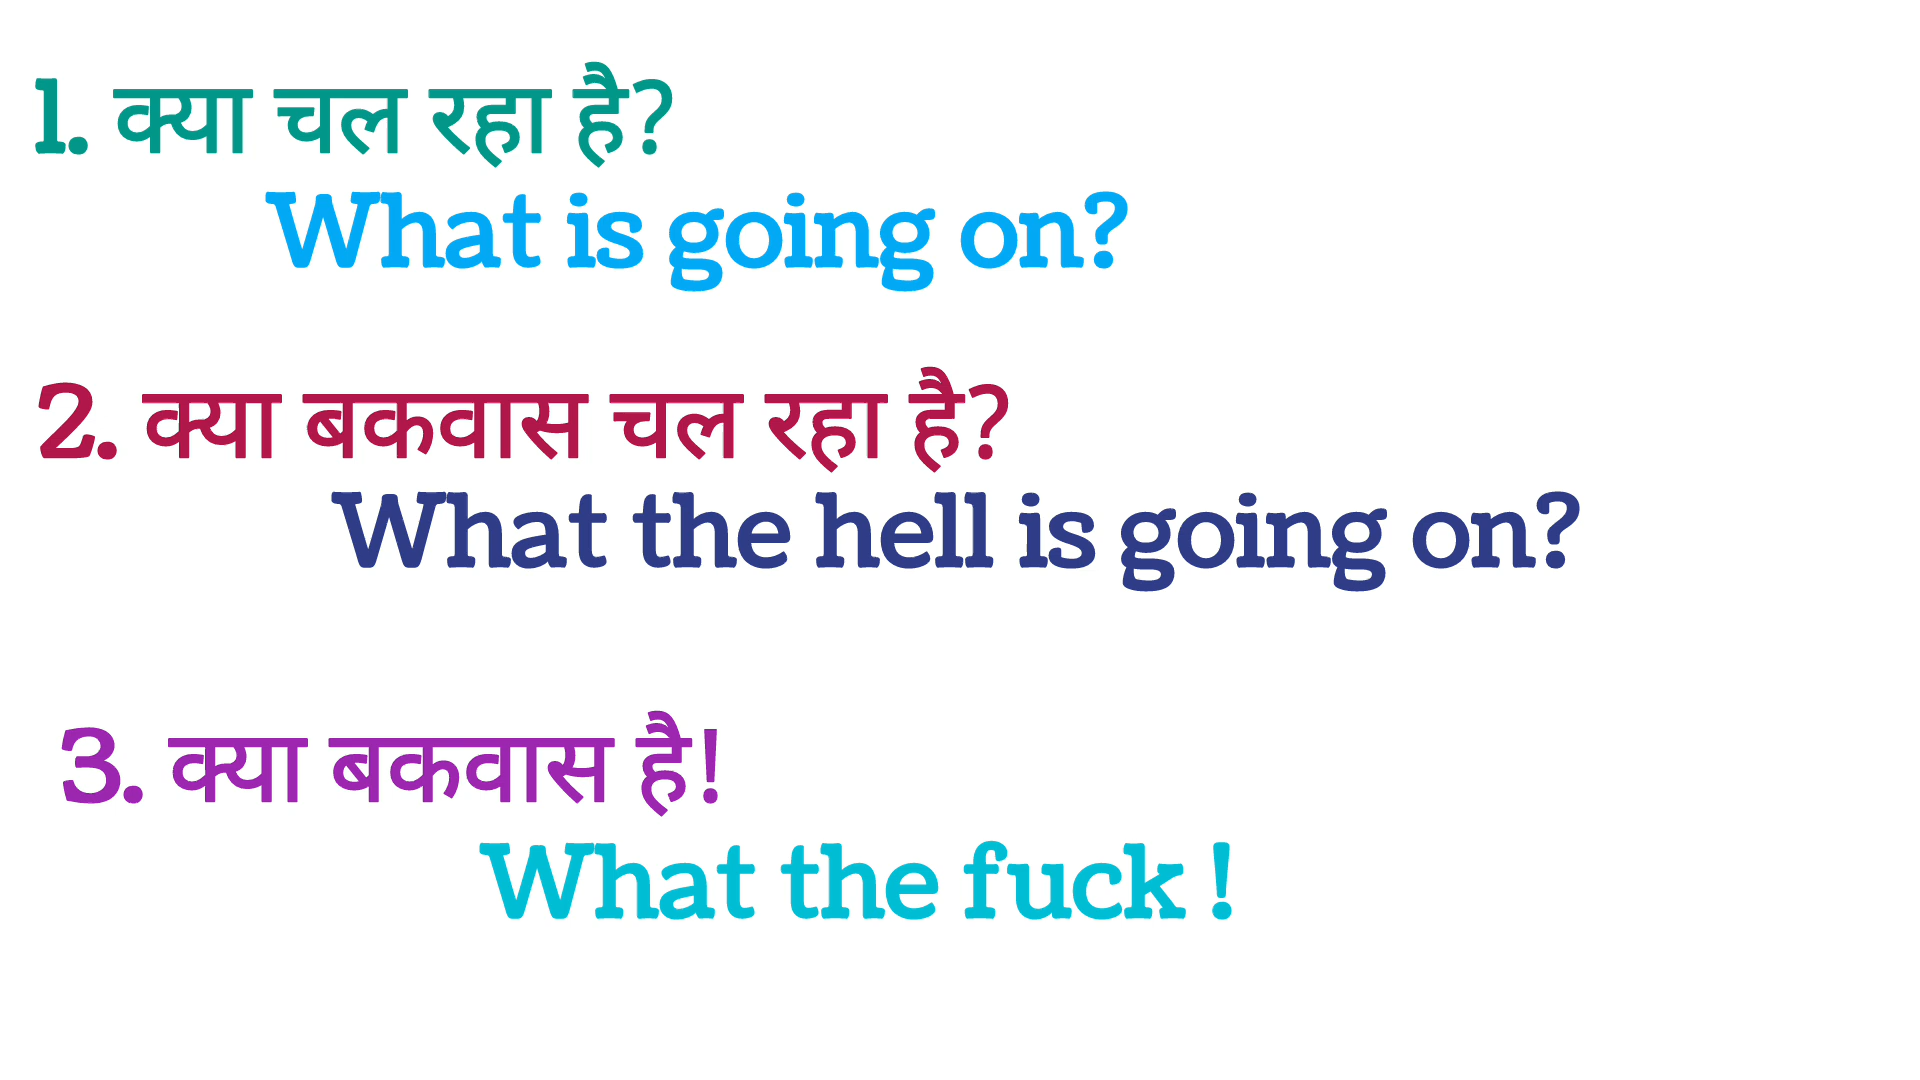 1. क्या चल रहा है?
What is going on?
2. क्या बकवास चल रहा है?
What the hell is going on?
3. क्या बकवास है!
What the fuck !